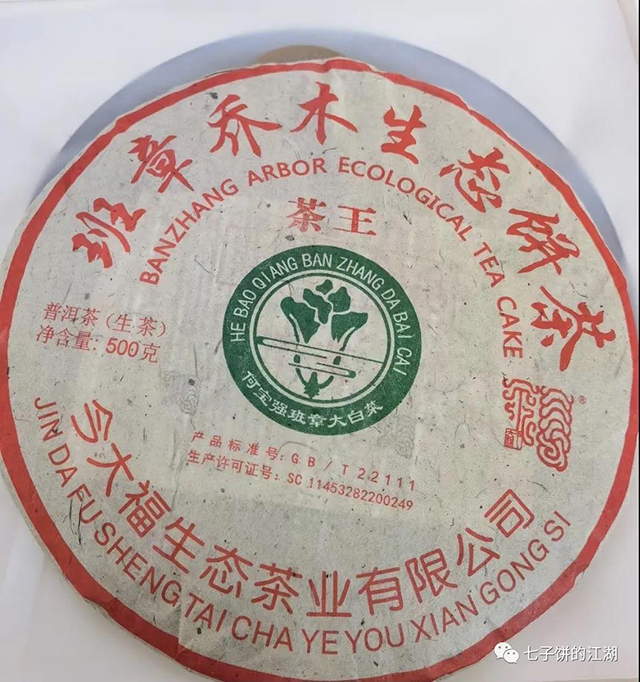 班章乔木生态饼茶
BANZHANG ARBOR ECOLOGICAL TEA CAKE
茶王
HE BAO QIANG BAN ZHANG DA BAI CAI
何宝强班章大白菜
普洱茶（生茶）
净含量: 500克
®
产品标准号: GB/T22111
生产许可证号: SC 11453282200249
今大福生态茶业有限公司
JIN DA FU SHENG TAI CHA YE YOU XIAN GONG SI
七子饼的江湖